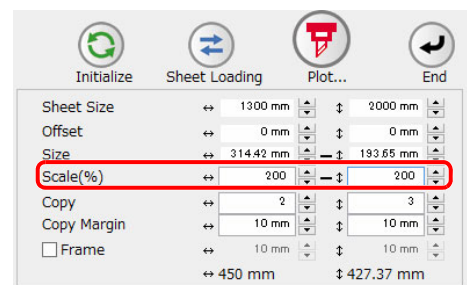 Initialize Sheet Loading Plot... End
Sheet Size ↔ 1300 mm ↕ 2000 mm
Offset ↔ 0 mm ↕ 0 mm
Size ↔ 314.42 mm ↕ 193.65 mm
Scale(%) ↔ 200 ↕ 200
Copy ↔ 2 ↕ 3
Copy Margin ↔ 10 mm ↕ 10 mm
Frame ↔ 10 mm ↕ 10 mm
↔ 450 mm ↕ 427.37 mm